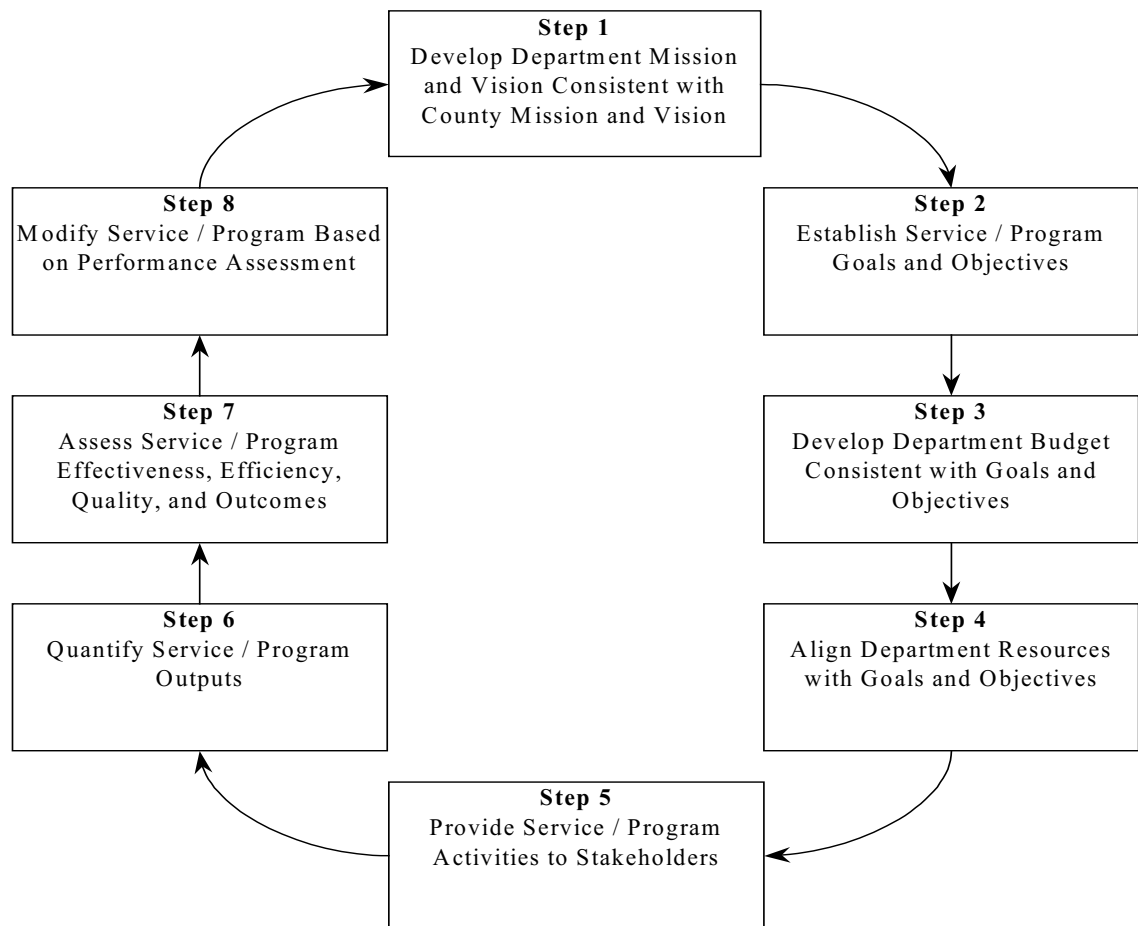 Step 1
Develop Department Mission
and Vision Consistent with
County Mission and Vision
Step 2
Establish Service / Program
Goals and Objectives
Step 3
Develop Department Budget
Consistent with Goals and
Objectives
Step 4
Align Department Resources
with Goals and Objectives
Step 5
Provide Service / Program
Activities to Stakeholders
Step 6
Quantify Service / Program
Outputs
Step 7
Assess Service / Program
Effectiveness, Efficiency,
Quality, and Outcomes
Step 8
Modify Service / Program Based
on Performance Assessment